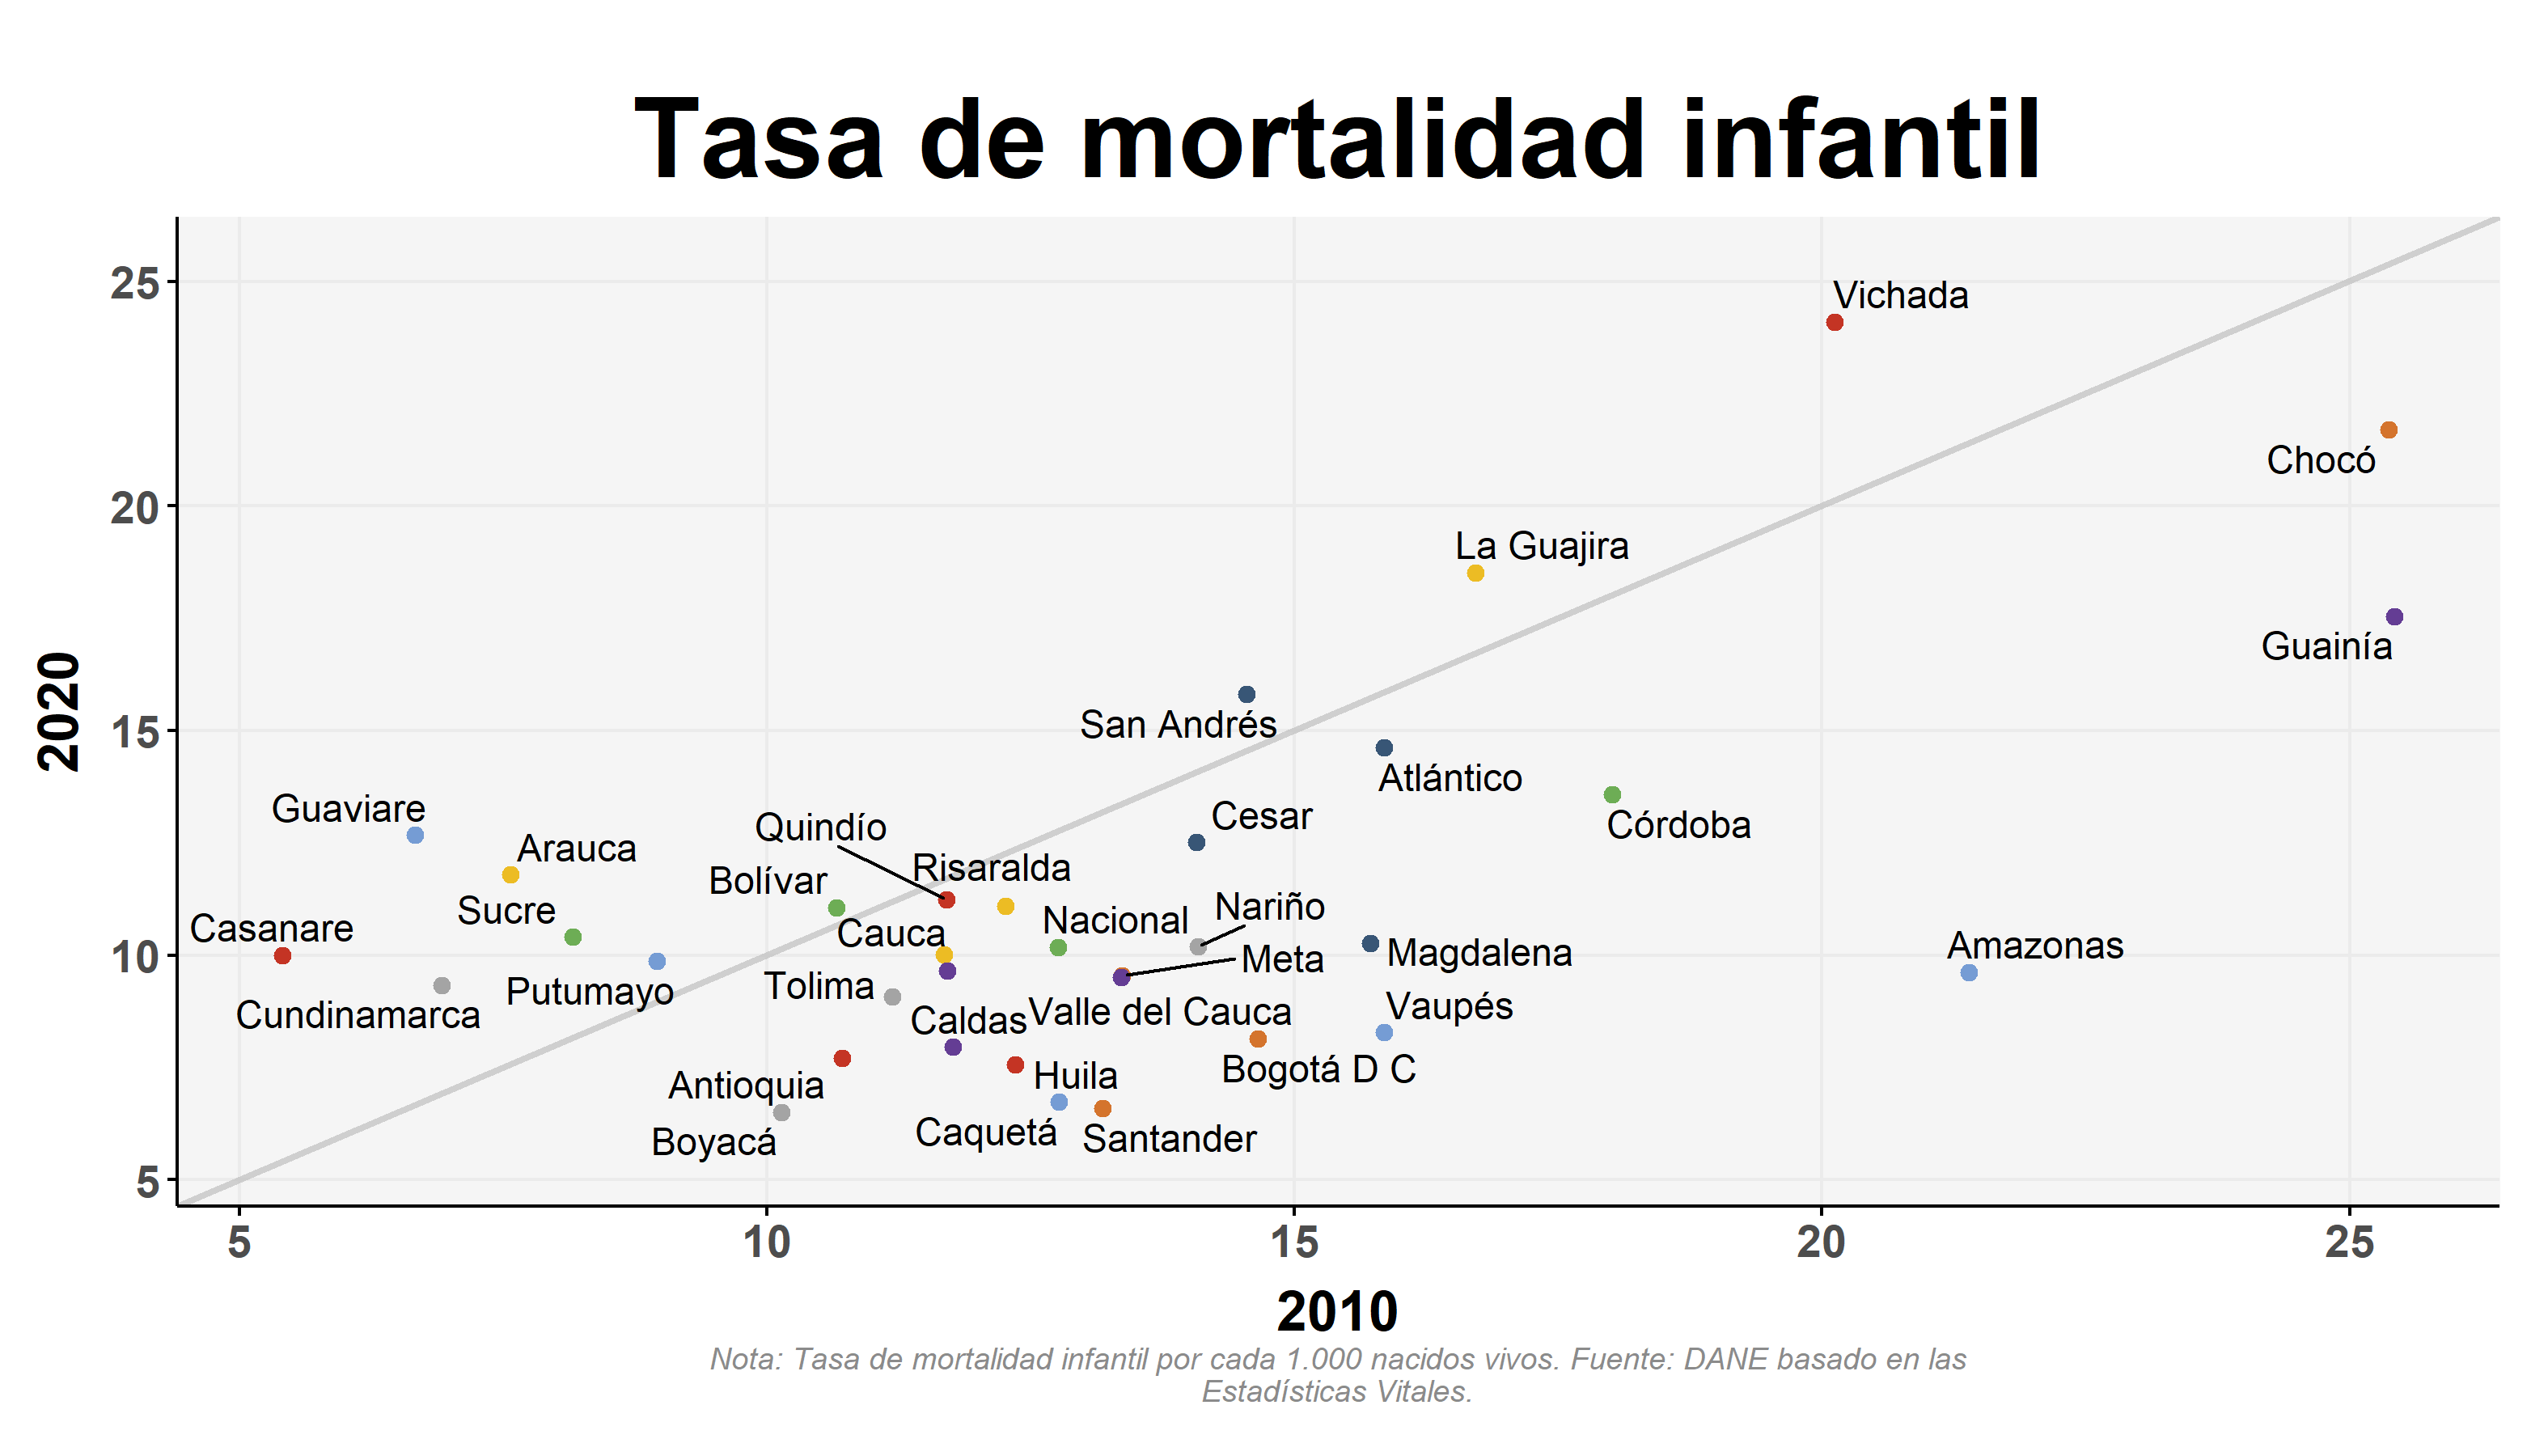 Tasa de mortalidad infantil
25
20
15
10
5
2020
Vichada
Chocó
La Guajira
Guainía
San Andrés
Atlántico
Guaviare
Cesar
Córdoba
Quindío
Arauca
Risaralda
Bolívar
Sucre
Nariño
Nacional
Casanare
Cauca
Amazonas
Magdalena
Meta
Tolima
Putumayo
Vaupés
Cundinamarca
Valle del Cauca
Caldas
Bogotá D C
Huila
Antioquia
Caquetá
Santander
Boyacá
5
10
15
20
25
2010
Nota: Tasa de mortalidad infantil por cada 1.000 nacidos vivos. Fuente: DANE basado en las
Estadísticas Vitales.